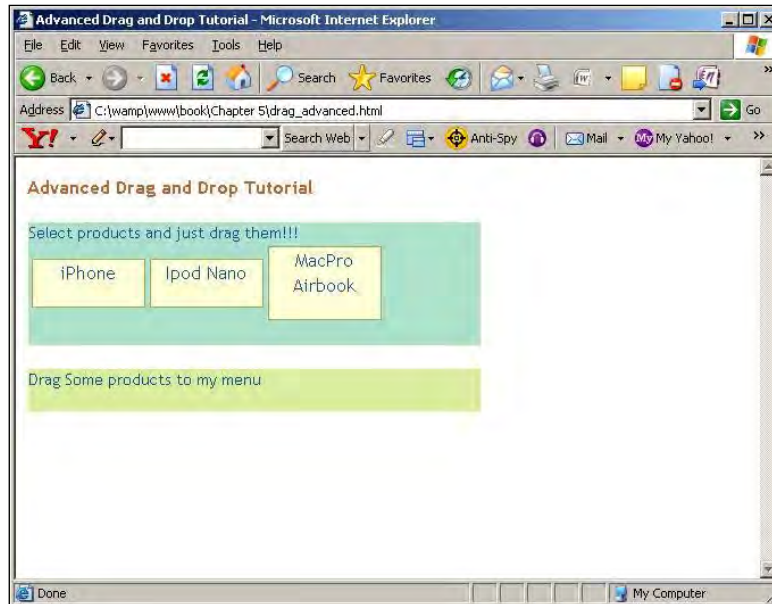 Advanced Drag and Drop Tutorial - Microsoft Internet Explorer
File Edit View Favorites Tools Help
Back Search Favorites
Address C:\wamp\www\book\Chapter 5\drag_advanced.html Go
Y! Search Web Anti-Spy Mail My My Yahoo!
Advanced Drag and Drop Tutorial
Select products and just drag them!!!
iPhone
Ipod Nano
MacPro
Airbook
Drag Some products to my menu
Done My Computer